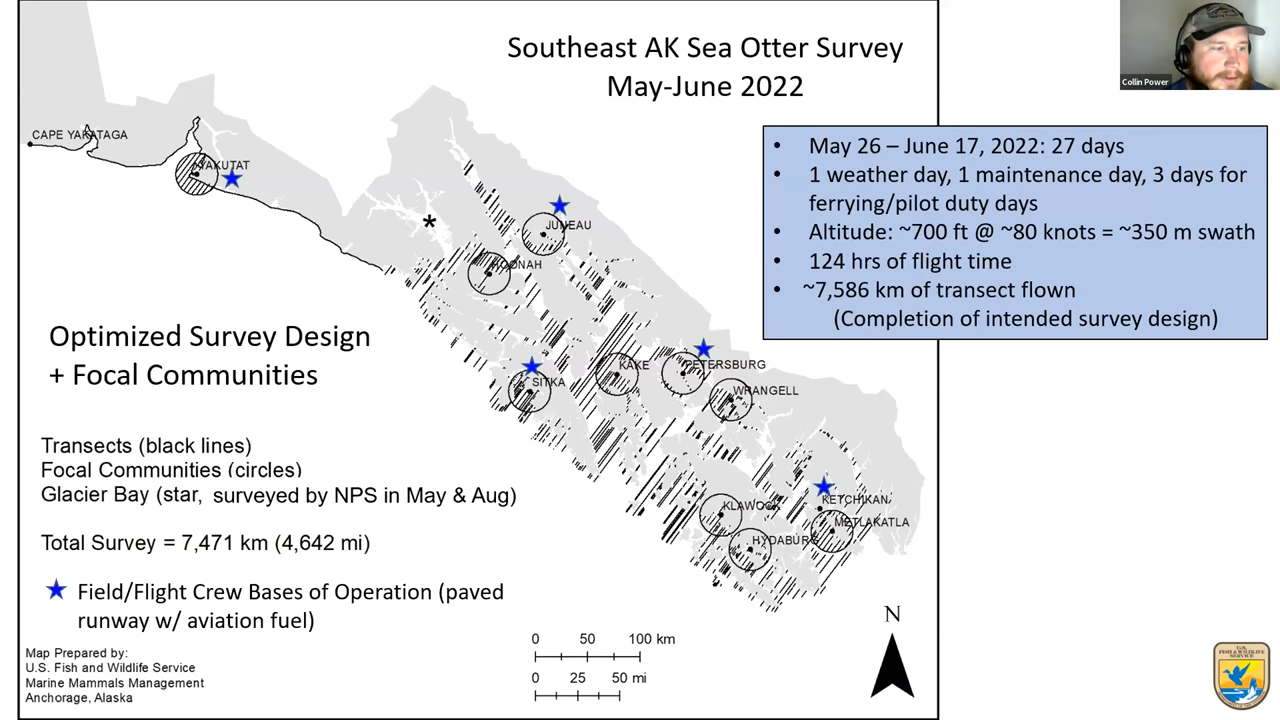 Southeast AK Sea Otter Survey
May-June 2022
Collin Power
• May 26 – June 17, 2022: 27 days
• 1 weather day, 1 maintenance day, 3 days for
ferrying/pilot duty days
• Altitude: ~700 ft @ ~80 knots = ~350 m swath
• 124 hrs of flight time
• ~7,586 km of transect flown
(Completion of intended survey design)
CAPE YAKATAGA
YAKUTAT
JUNEAU
*
HOONAH
Optimized Survey Design
+ Focal Communities
SITKA
KAKE
PETERSBURG
WRANGELL
Transects (black lines)
Focal Communities (circles)
Glacier Bay (star, surveyed by NPS in May & Aug)
KLAWOCK
KETCHIKAN
METLAKATLA
HYDABURG
Total Survey = 7,471 km (4,642 mi)
Field/Flight Crew Bases of Operation (paved
runway w/ aviation fuel)
N
0 50 100 km
0 25 50 mi
Map Prepared by:
U.S. Fish and Wildlife Service
Marine Mammals Management
Anchorage, Alaska
U.S.
FISH & WILDLIFE
SERVICE